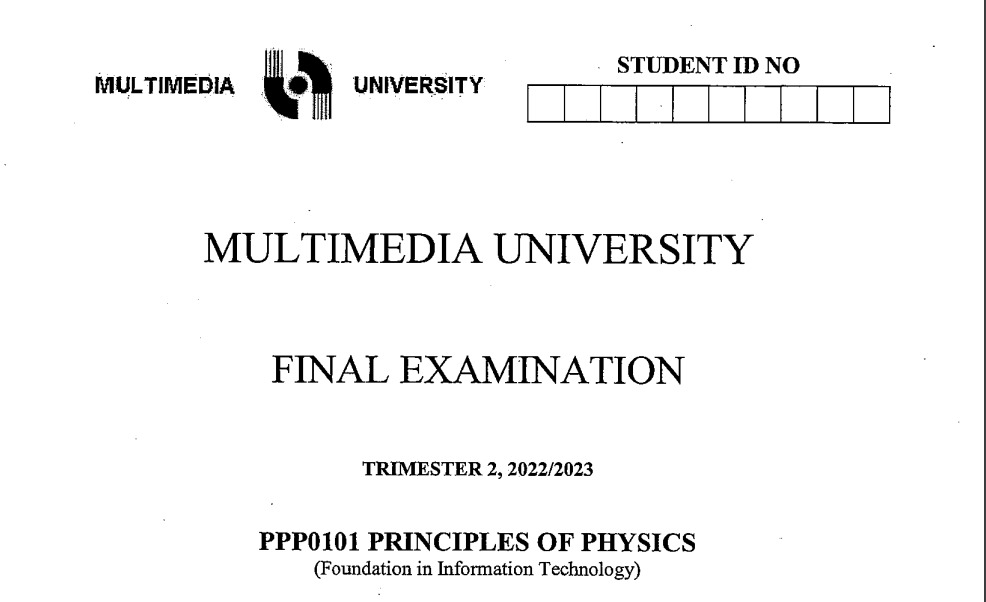 MULTIMEDIA UNIVERSITY
STUDENT ID NO
MULTIMEDIA UNIVERSITY
FINAL EXAMINATION
TRIMESTER 2, 2022/2023
PPP0101 PRINCIPLES OF PHYSICS
(Foundation in Information Technology)